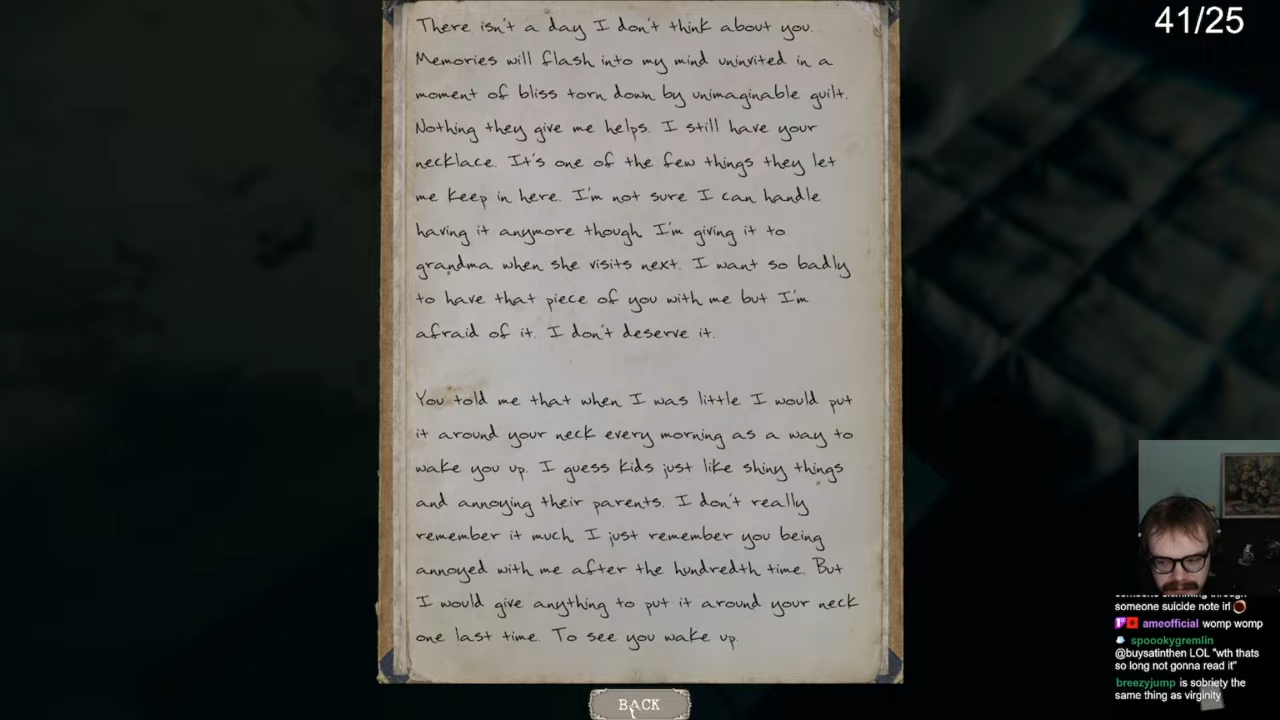 There isn't a day I don't think about you.
Memories will flash into my mind uninvited in a
moment of bliss torn down by unimaginable guilt.
Nothing they give me helps. I still have your
necklace. It's one of the few things they let
me keep in here. I'm not sure I can handle
having it anymore though. I'm giving it to
grandma when she visits next. I want so badly
to have that piece of you with me but I'm
afraid of it. I don't deserve it.
You told me that when I was little I would put
it around your neck every morning as a way to
wake you up. I guess kids just like shiny things
and annoying their parents. I don't really
remember it much, I just remember you being
annoyed with me after the hundredth time. But
I would give anything to put it around your neck
one last time. To see you wake up.
BACK
41/25
someone suicide note irl
ameofficial womp womp
spoookygremlin
@buysatinthen LOL "wth thats
so long not gonna read it"
breezyjump is sobriety the
same thing as virginity